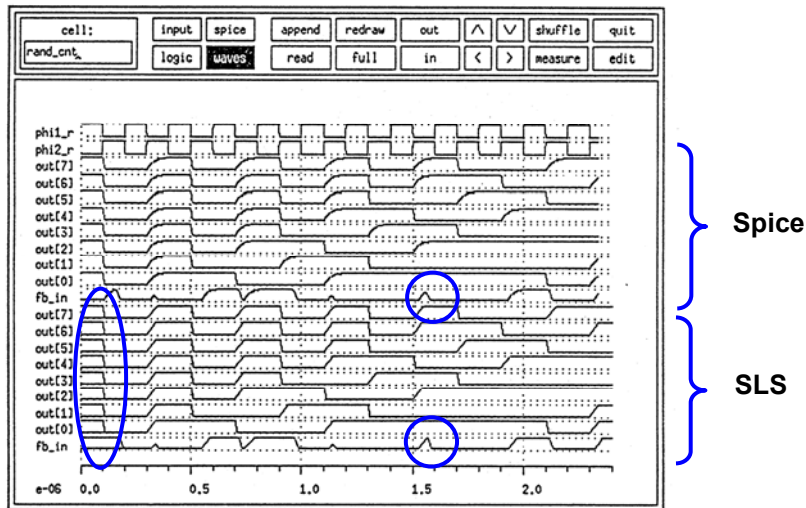 cell: input spice append redraw out ∧ ∨ shuffle quit
rand_cnt logic waves read full in < > measure edit
phi1_r
phi2_r
out[7]
out[6]
out[5]
out[4]
out[3]
out[2]
out[1]
out[0]
fb_in
out[7]
out[6]
out[5]
out[4]
out[3]
out[2]
out[1]
out[0]
fb_in
Spice
SLS
e-06 0.0 0.5 1.0 1.5 2.0